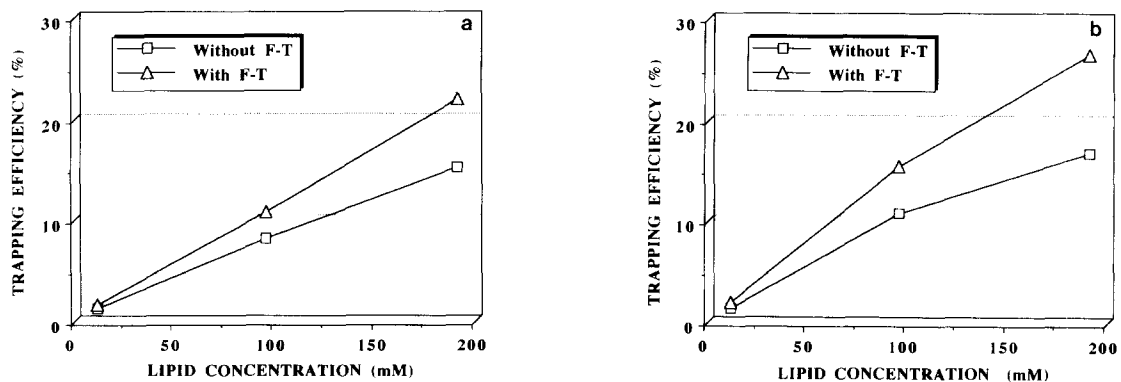 a
Without F-T
With F-T
TRAPPING EFFICIENCY (%)
30
20
10
0
0 50 100 150 200
LIPID CONCENTRATION (mM)
b
Without F-T
With F-T
TRAPPING EFFICIENCY (%)
30
20
10
0
0 50 100 150 200
LIPID CONCENTRATION (mM)